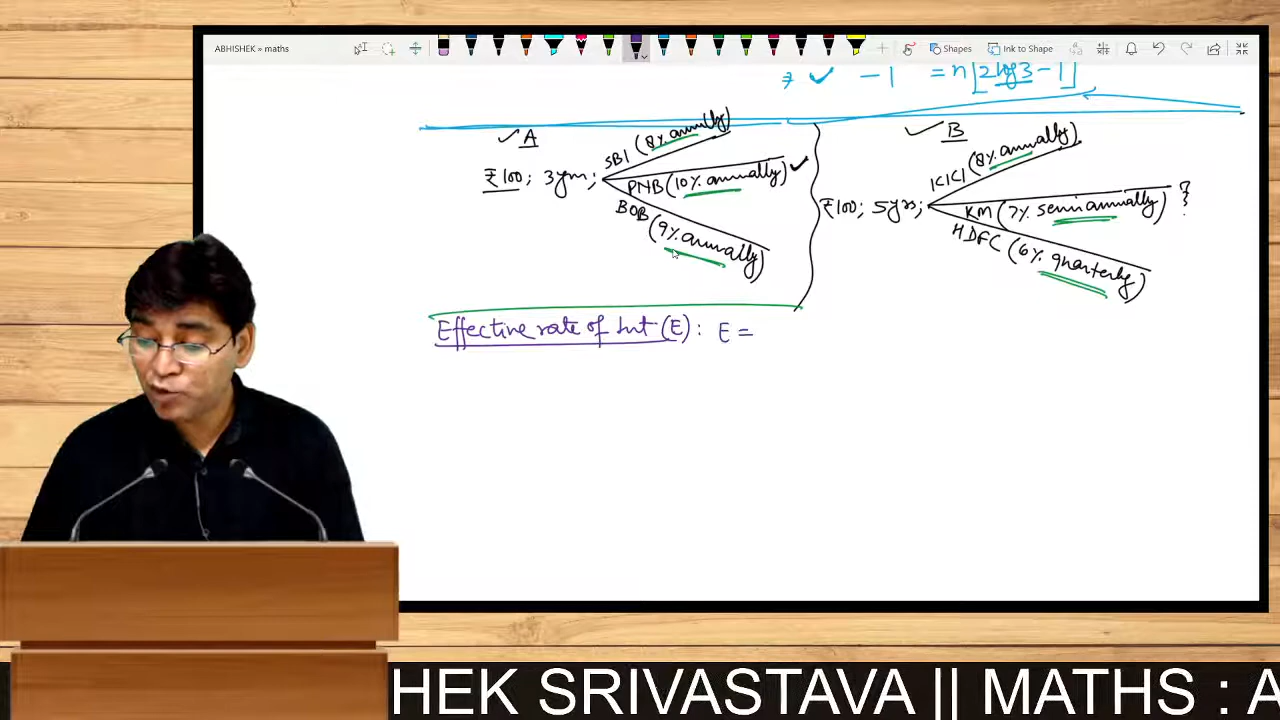 ABHISHEK » maths
Shapes
Ink to Shape
⇒ ✓ -1 = n[2log3-1]
✓ A
₹100; 3yrs;
SBI (8% annually)
PNB (10% annually) ✓
BOB (9% annually)
✓ B
₹100; 5yrs;
ICICI (8% annually)
KM (7% semi annually) ?
HDFC (6% quarterly)
Effective rate of Int. (E): E =
HEK SRIVASTAVA || MATHS : A